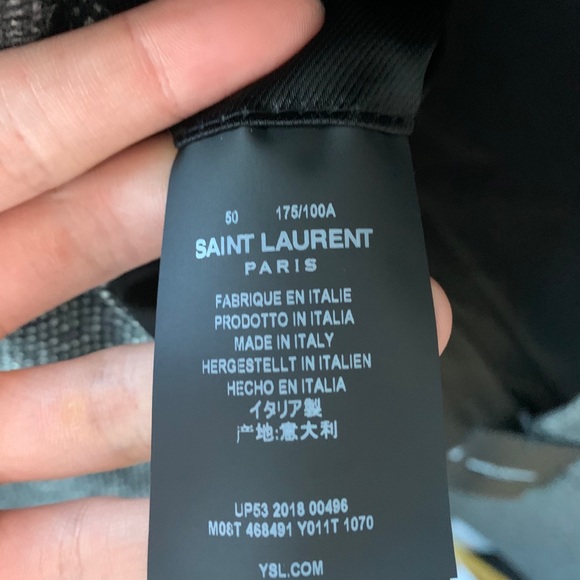 50 175/100A
SAINT LAURENT
PARIS
FABRIQUE EN ITALIE
PRODOTTO IN ITALIA
MADE IN ITALY
HERGESTELLT IN ITALIEN
HECHO EN ITALIA
イタリア製
产地:意大利
UP53 2018 00496
M08T 468491 Y011T 1070
YSL.COM